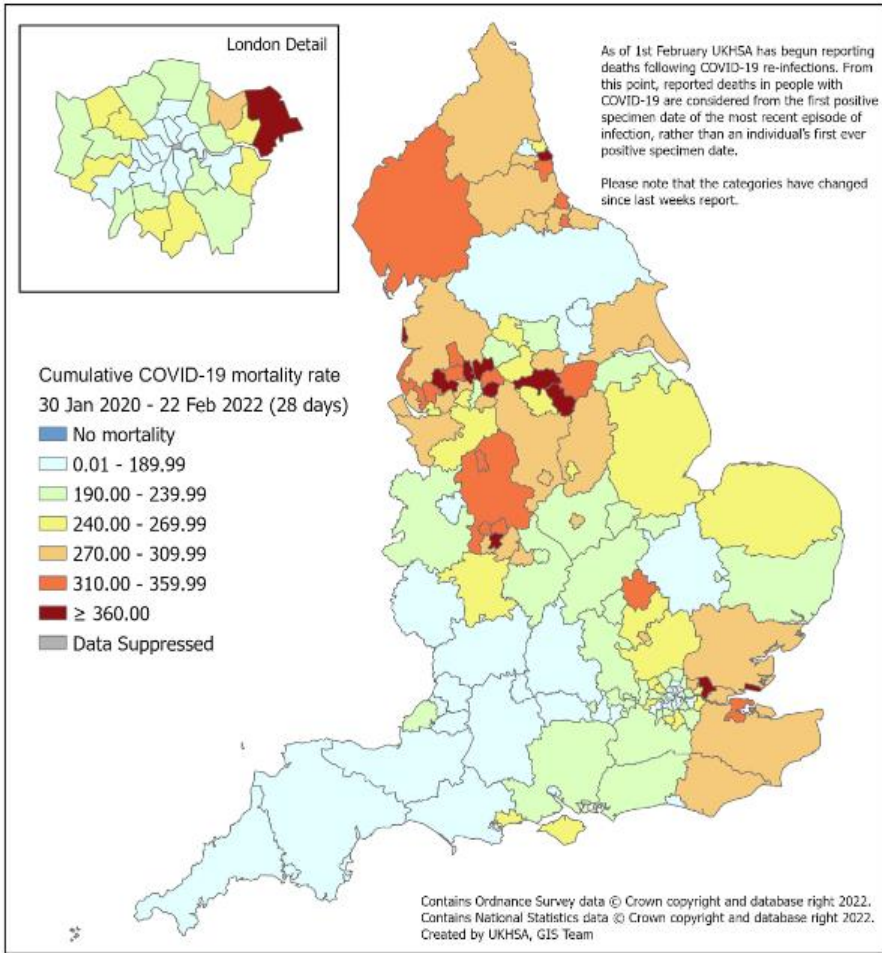 London Detail
As of 1st February UKHSA has begun reporting
deaths following COVID-19 re-infections. From
this point, reported deaths in people with
COVID-19 are considered from the first positive
specimen date of the most recent episode of
infection, rather than an individual's first ever
positive specimen date.
Please note that the categories have changed
since last weeks report.
Cumulative COVID-19 mortality rate
30 Jan 2020 - 22 Feb 2022 (28 days)
No mortality
0.01 - 189.99
190.00 - 239.99
240.00 - 269.99
270.00 - 309.99
310.00 - 359.99
≥ 360.00
Data Suppressed
Contains Ordnance Survey data © Crown copyright and database right 2022.
Contains National Statistics data © Crown copyright and database right 2022.
Created by UKHSA, GIS Team